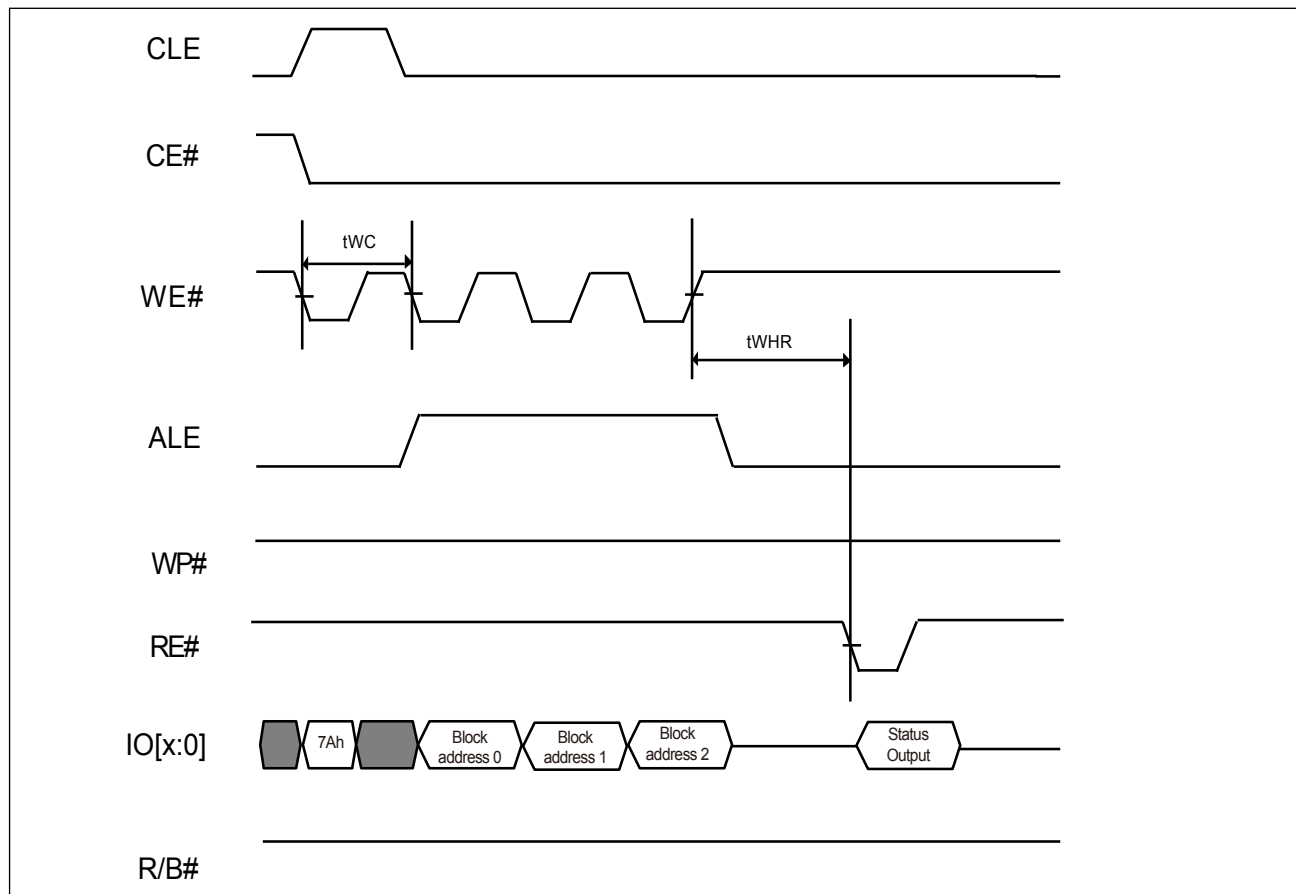 CLE
CE#
tWC
WE#
tWHR
ALE
WP#
RE#
IO[x:0]
7Ah
Block
address 0
Block
address 1
Block
address 2
Status
Output
R/B#